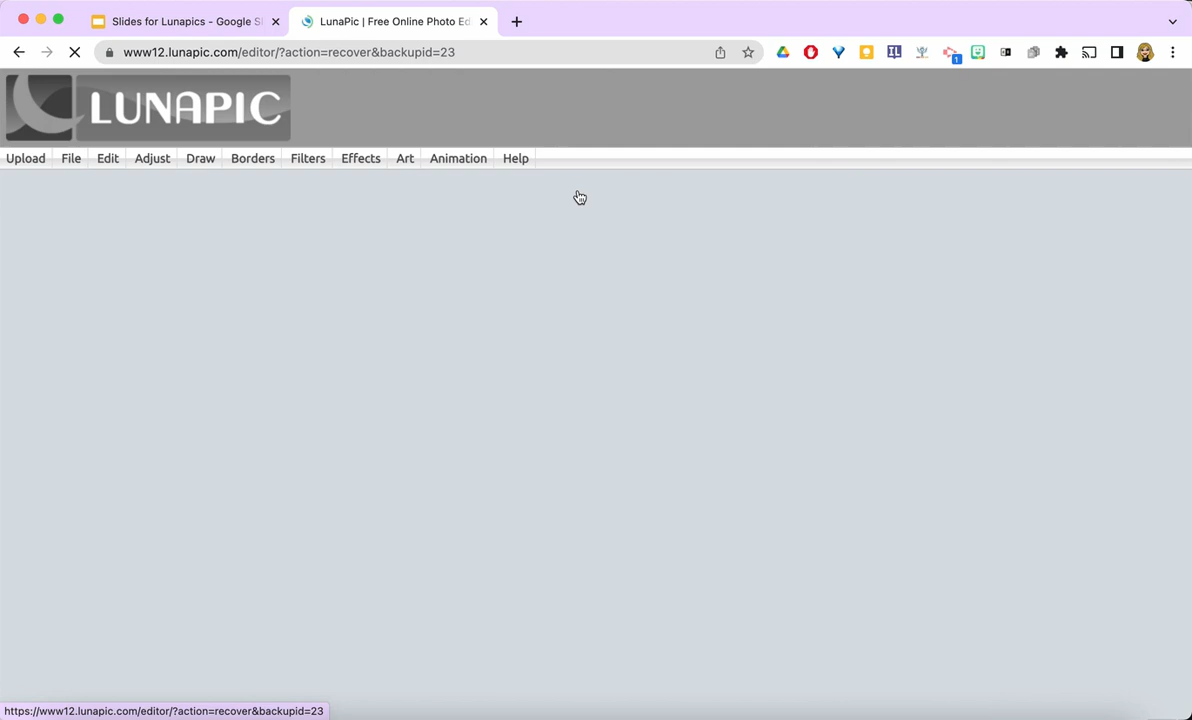 Slides for Lunapics - Google Sl
LunaPic | Free Online Photo Ed
www12.lunapic.com/editor/?action=recover&backupid=23
IL
1
LUNAPIC
Upload File Edit Adjust Draw Borders Filters Effects Art Animation Help
https://www12.lunapic.com/editor/?action=recover&backupid=23